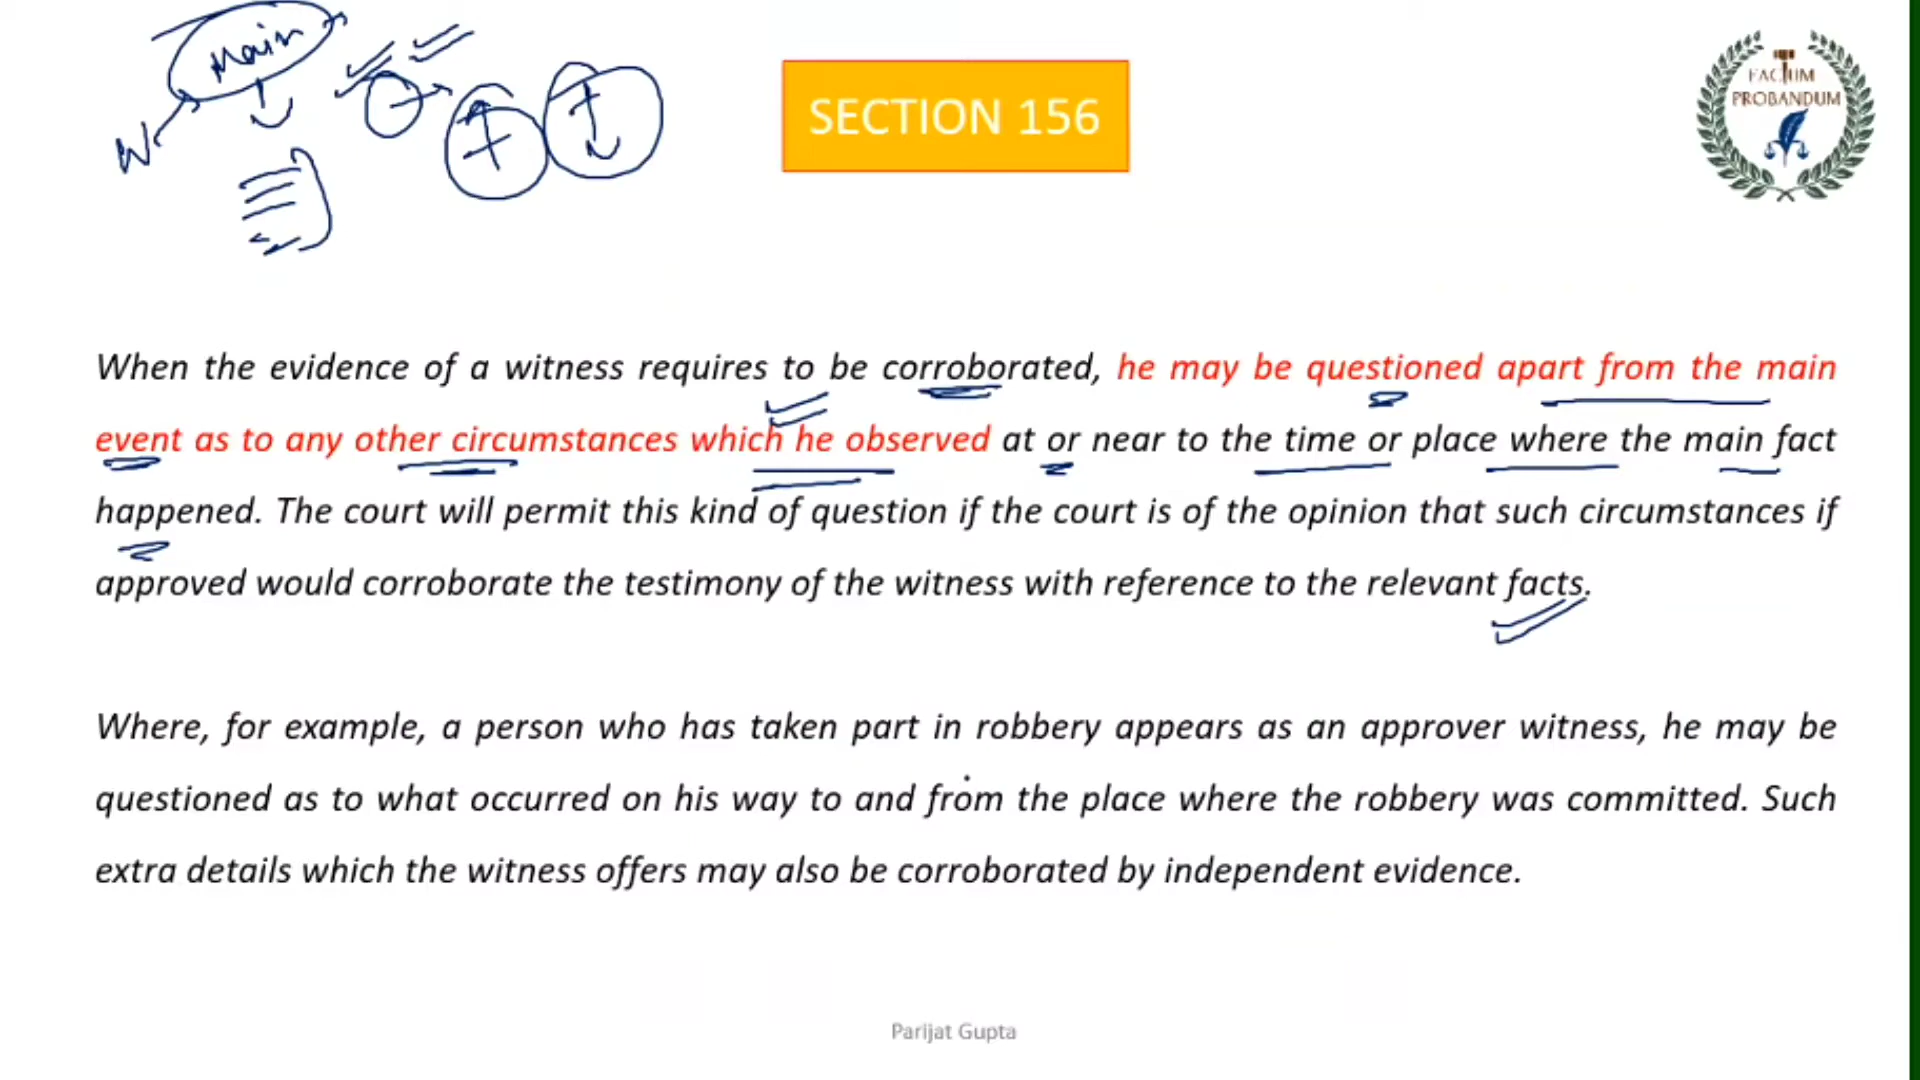 Main
W
SECTION 156
FACTUM
PROBANDUM
When the evidence of a witness requires to be corroborated, he may be questioned apart from the main
event as to any other circumstances which he observed at or near to the time or place where the main fact
happened. The court will permit this kind of question if the court is of the opinion that such circumstances if
approved would corroborate the testimony of the witness with reference to the relevant facts.
Where, for example, a person who has taken part in robbery appears as an approver witness, he may be
questioned as to what occurred on his way to and from the place where the robbery was committed. Such
extra details which the witness offers may also be corroborated by independent evidence.
Parijat Gupta